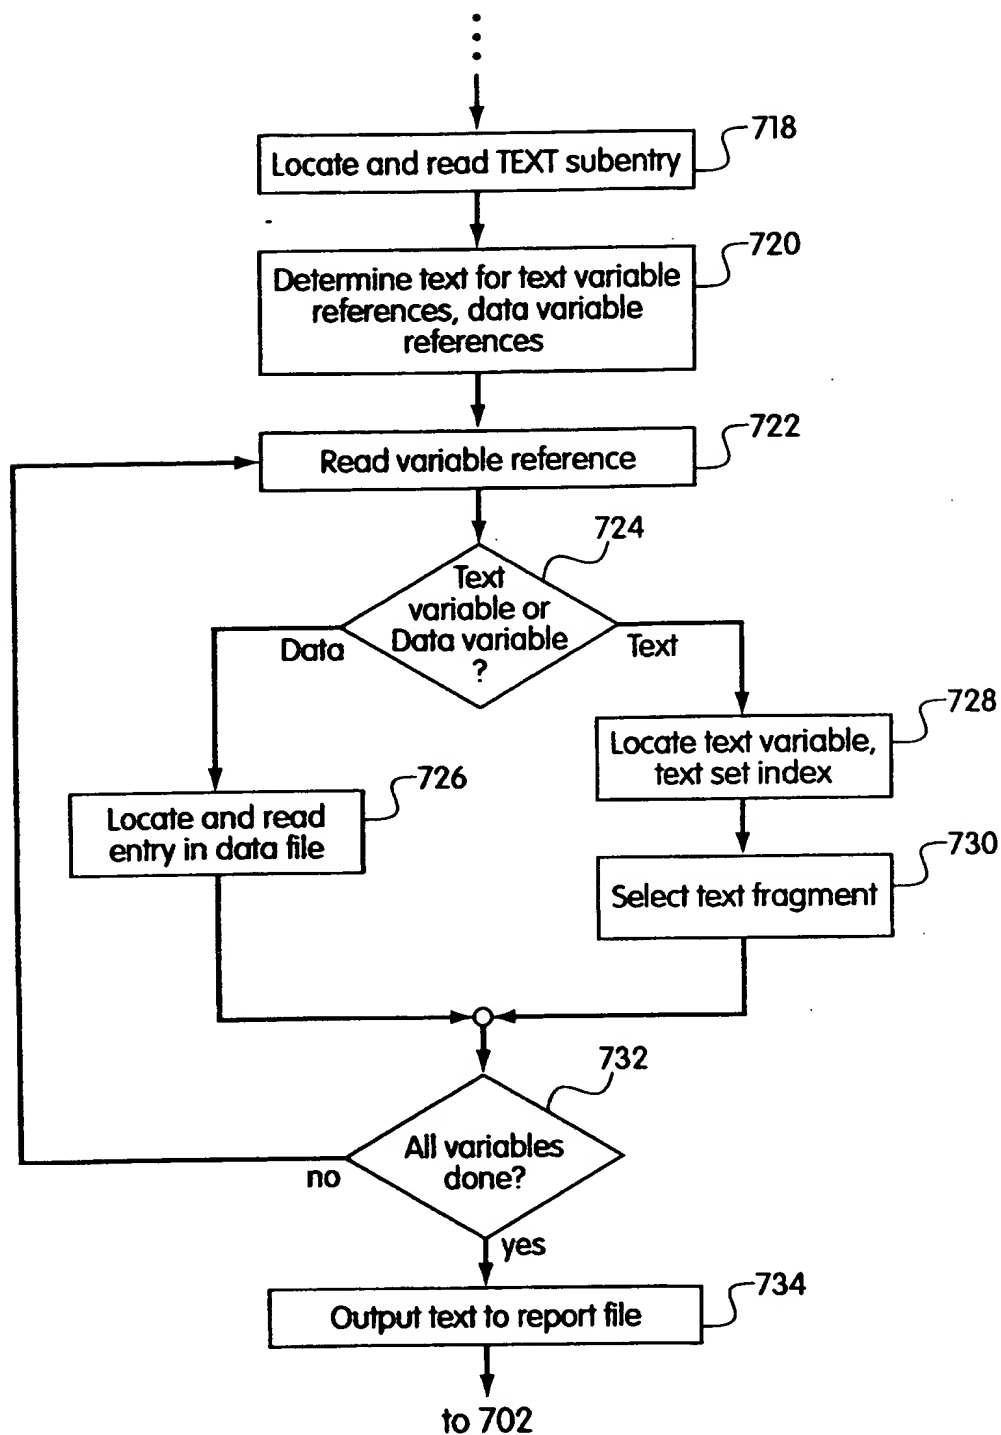 718
Locate and read TEXT subentry
720
Determine text for text variable
references, data variable
references
722
Read variable reference
724
Text
variable or
Data variable
?
Data
Text
728
Locate text variable,
text set index
726
Locate and read
entry in data file
730
Select text fragment
732
All variables
done?
no
yes
734
Output text to report file
to 702